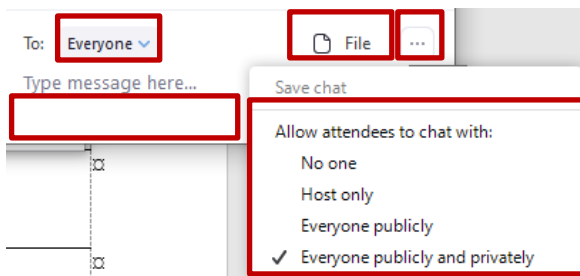 To: Everyone File ...
Type message here...
Save chat
Allow attendees to chat with:
No one
Host only
Everyone publicly
✓ Everyone publicly and privately
¤
¤